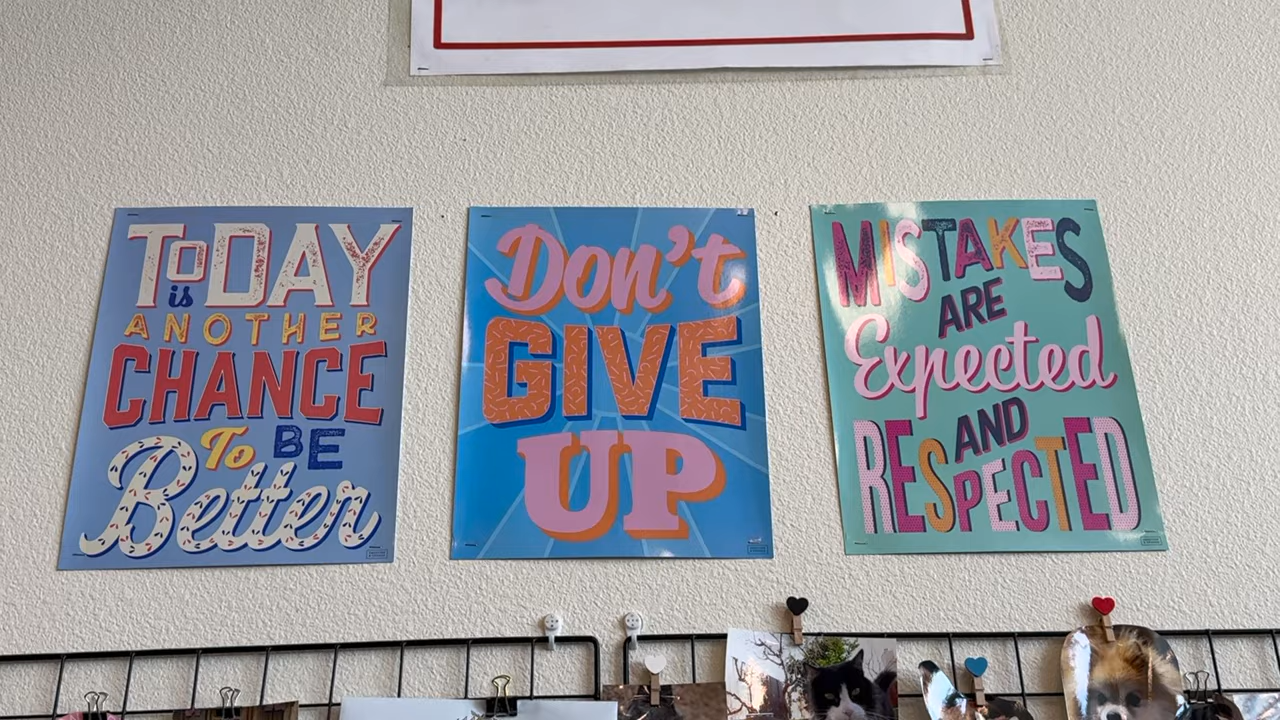 TODAY
is
ANOTHER
CHANCE
To BE
Better
Don't
GIVE
UP
MISTAKES
ARE
Expected
AND
RESPECTED